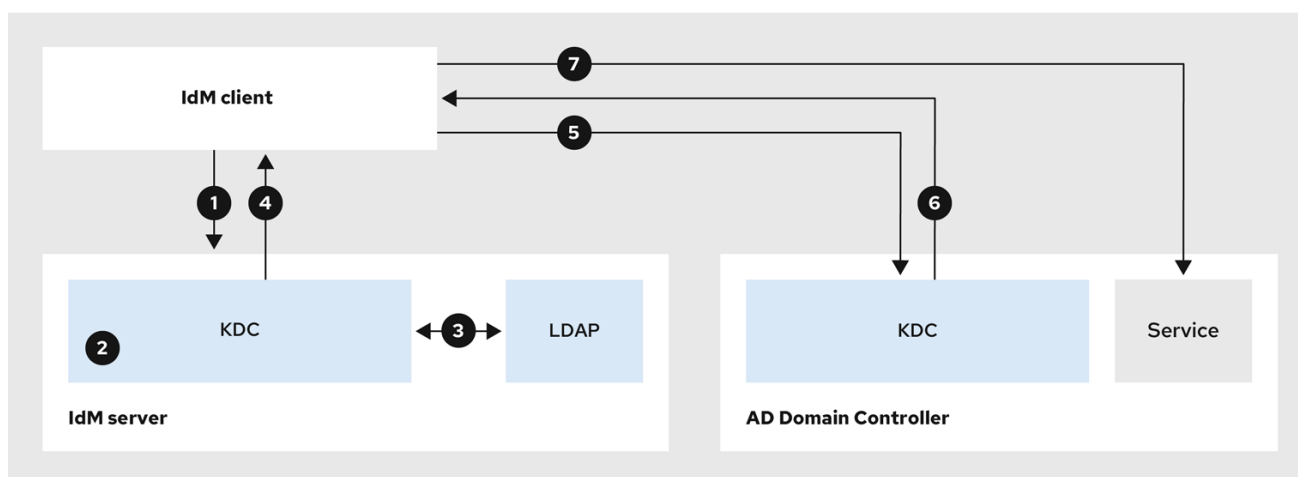 7
IdM client
5
1
4
6
KDC
3
LDAP
KDC
Service
2
IdM server
AD Domain Controller